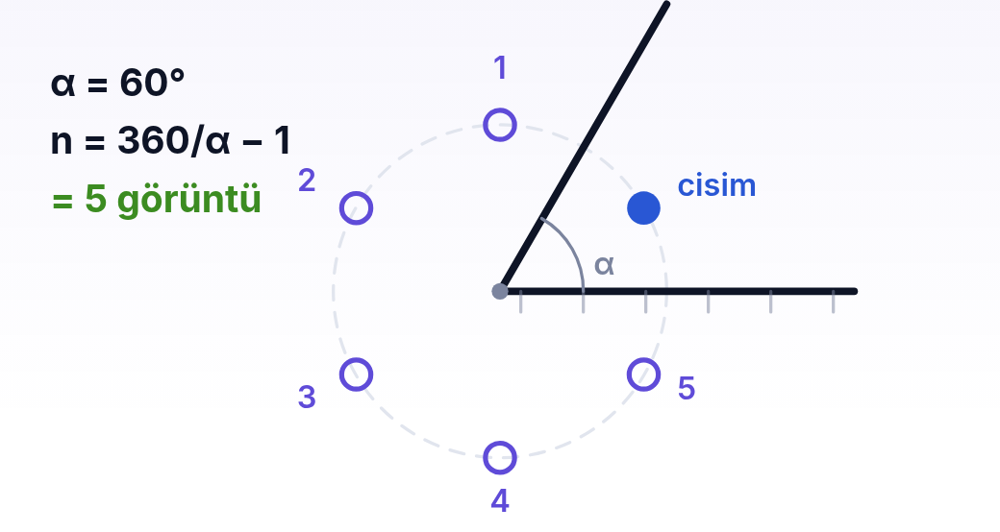 α = 60°
n = 360/α − 1
= 5 görüntü
1
2
cisim
α
3
5
4